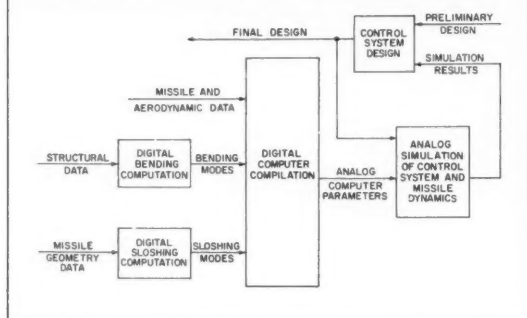 PRELIMINARY
DESIGN
FINAL DESIGN
CONTROL
SYSTEM
DESIGN
SIMULATION
RESULTS
MISSILE AND
AERODYNAMIC DATA
STRUCTURAL
DATA
DIGITAL
BENDING
COMPUTATION
BENDING
MODES
DIGITAL
COMPUTER
COMPILATION
ANALOG
COMPUTER
PARAMETERS
ANALOG
SIMULATION
OF CONTROL
SYSTEM AND
MISSILE
DYNAMICS
MISSILE
GEOMETRY
DATA
DIGITAL
SLOSHING
COMPUTATION
SLOSHING
MODES